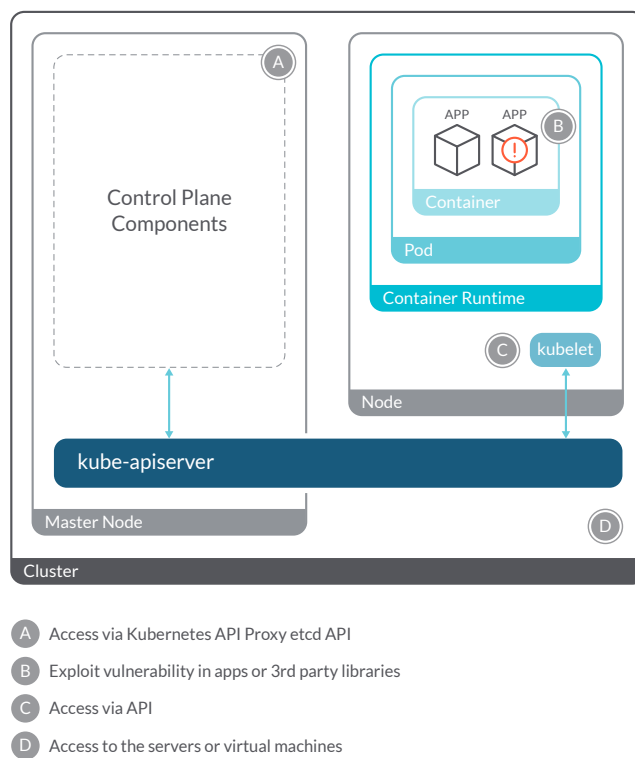 A
APP APP
B
Control Plane
Components
Container
Pod
Container Runtime
C
kubelet
Node
kube-apiserver
Master Node
D
Cluster
A Access via Kubernetes API Proxy etcd API
B Exploit vulnerability in apps or 3rd party libraries
C Access via API
D Access to the servers or virtual machines